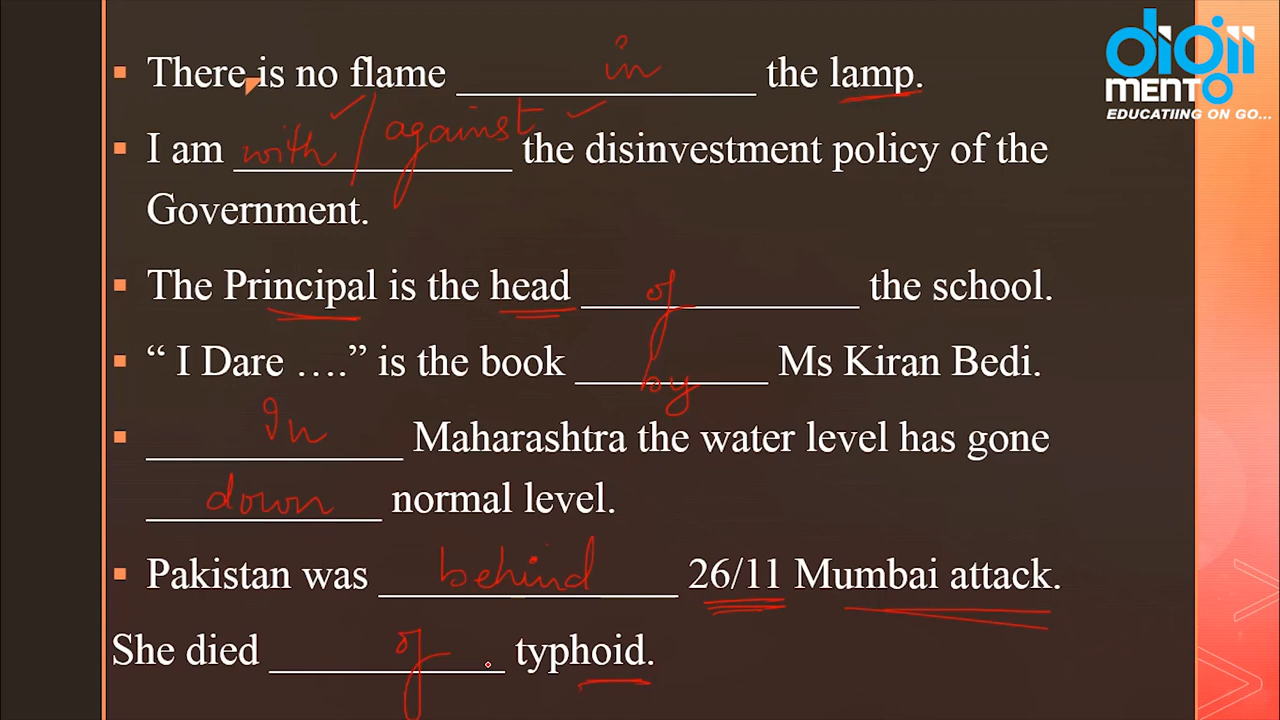 digii
MENTO
EDUCATIING ON GO...
There is no flame in the lamp.
I am with / against the disinvestment policy of the
Government.
The Principal is the head of the school.
“ I Dare ….” is the book by Ms Kiran Bedi.
In Maharashtra the water level has gone
down normal level.
Pakistan was behind 26/11 Mumbai attack.
She died of typhoid.